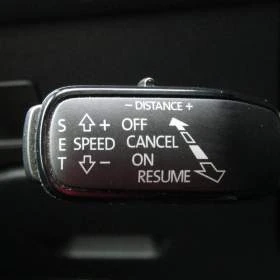 − DISTANCE +
S + OFF
E SPEED CANCEL
T − ON
RESUME